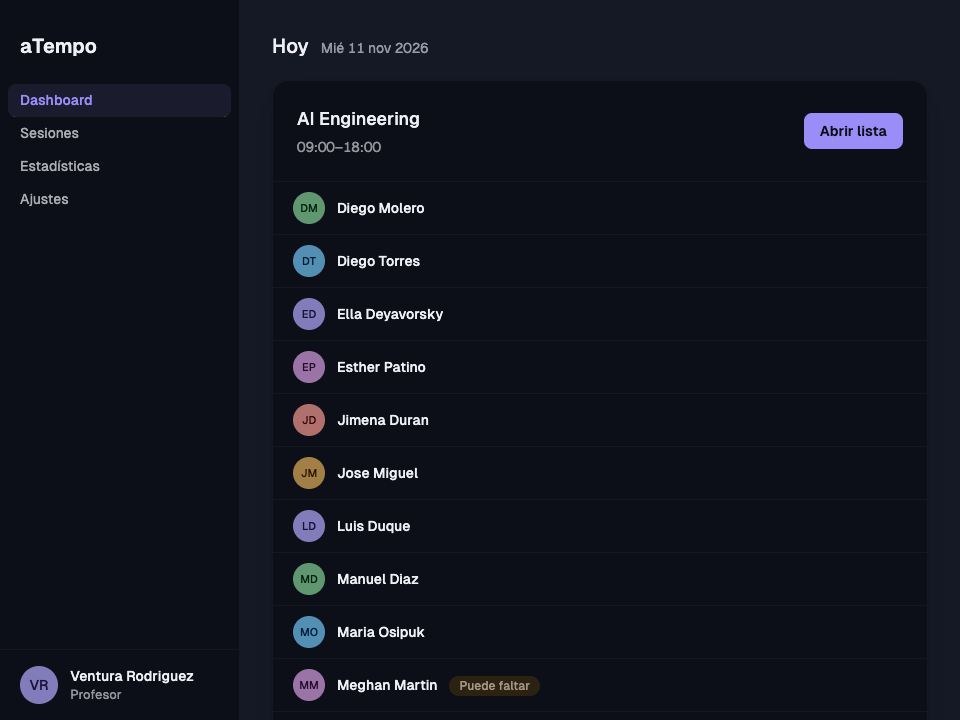 aTempo
Dashboard
Sesiones
Estadísticas
Ajustes
VR
Ventura Rodriguez
Profesor
Hoy Mié 11 nov 2026
AI Engineering
09:00–18:00
Abrir lista
DM Diego Molero
DT Diego Torres
ED Ella Deyavorsky
EP Esther Patino
JD Jimena Duran
JM Jose Miguel
LD Luis Duque
MD Manuel Diaz
MO Maria Osipuk
MM Meghan Martin Puede faltar